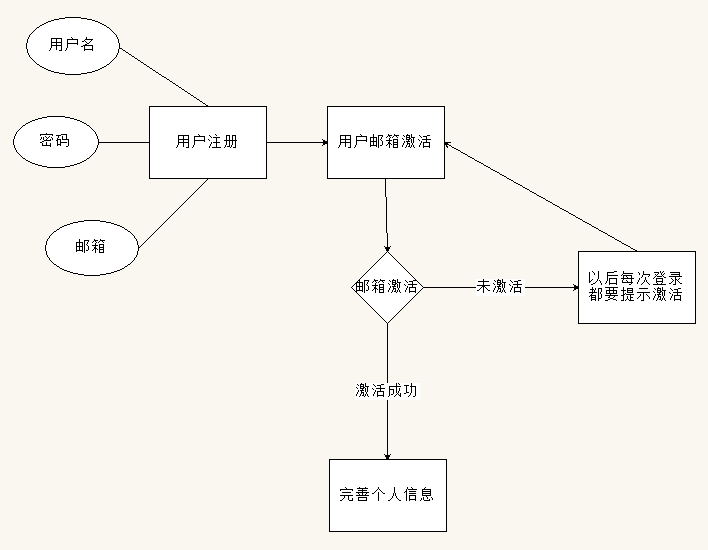 用户名
密码
用户注册
用户邮箱激活
邮箱
邮箱激活
未激活
以后每次登录
都要提示激活
激活成功
完善个人信息